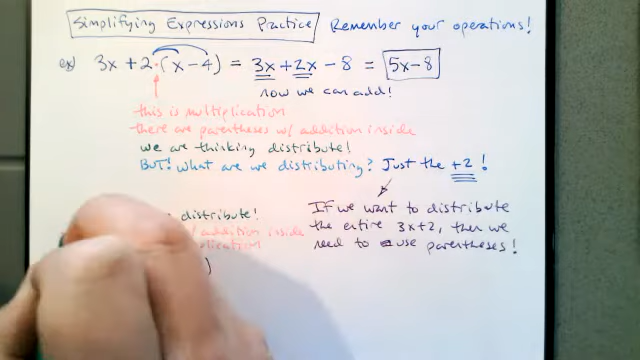 Simplifying Expressions Practice Remember your operations!
ex) 3x + 2·(x-4) = 3x+2x-8 = 5x-8
now we can add!
this is multiplication
there are parentheses w/ addition inside
we are thinking distribute!
BUT! what are we distributing? Just the +2!
If we want to distribute
the entire 3x+2, then we
need to use parentheses!
distribute!
addition inside
)